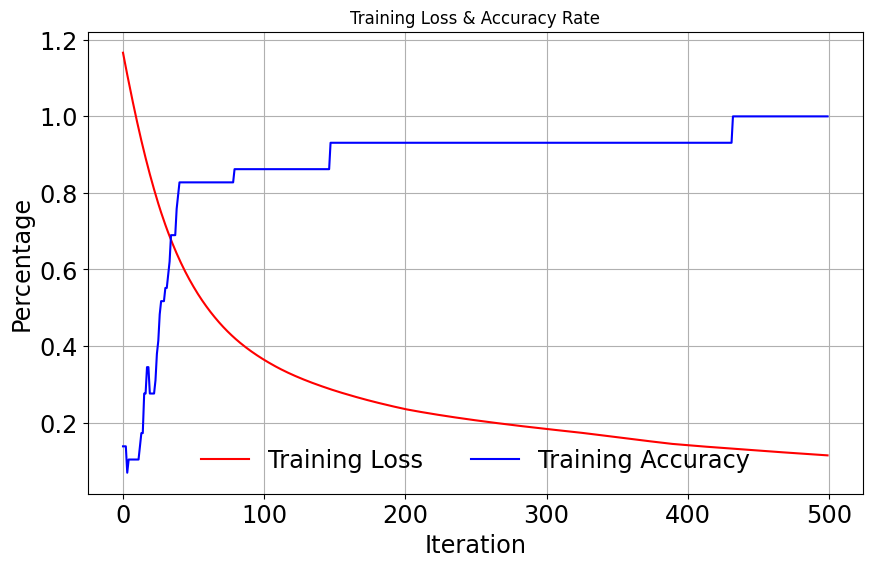 Training Loss & Accuracy Rate
1.2
1.0
0.8
0.6
0.4
0.2
Percentage
Training Loss
Training Accuracy
0
100
200
300
400
500
Iteration